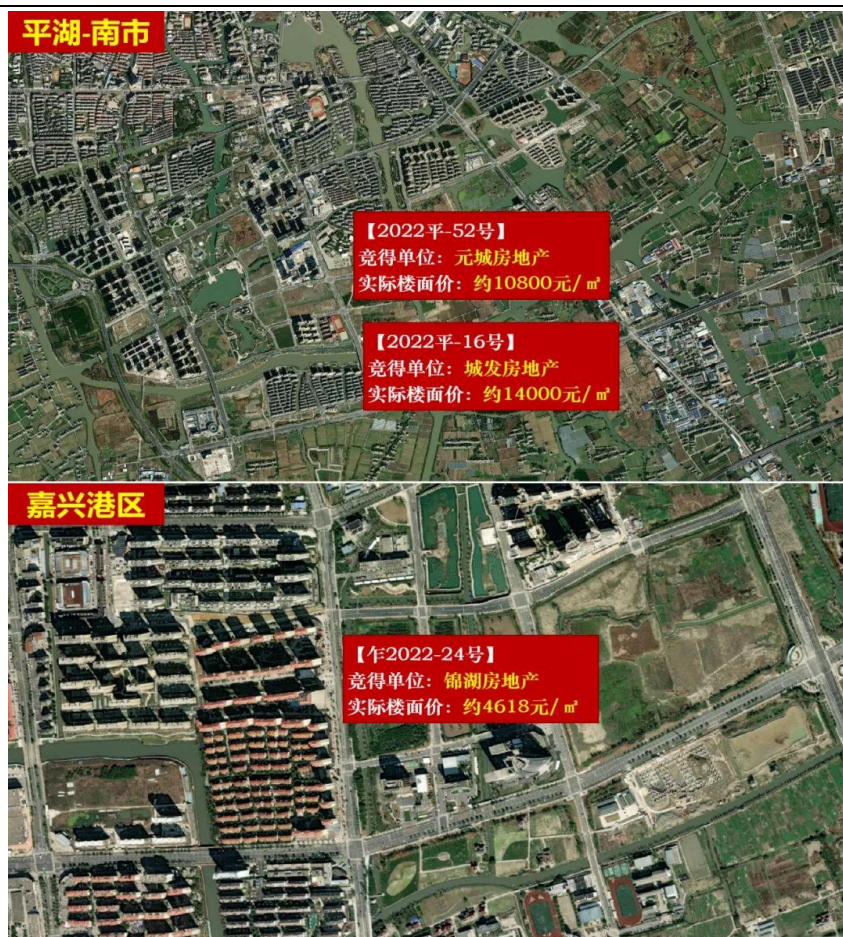 平湖-南市
【2022平-52号】
竞得单位：元城房地产
实际楼面价：约10800元/㎡
【2022平-16号】
竞得单位：城发房地产
实际楼面价：约14000元/㎡
嘉兴港区
【乍2022-24号】
竞得单位：锦湖房地产
实际楼面价：约4618元/㎡